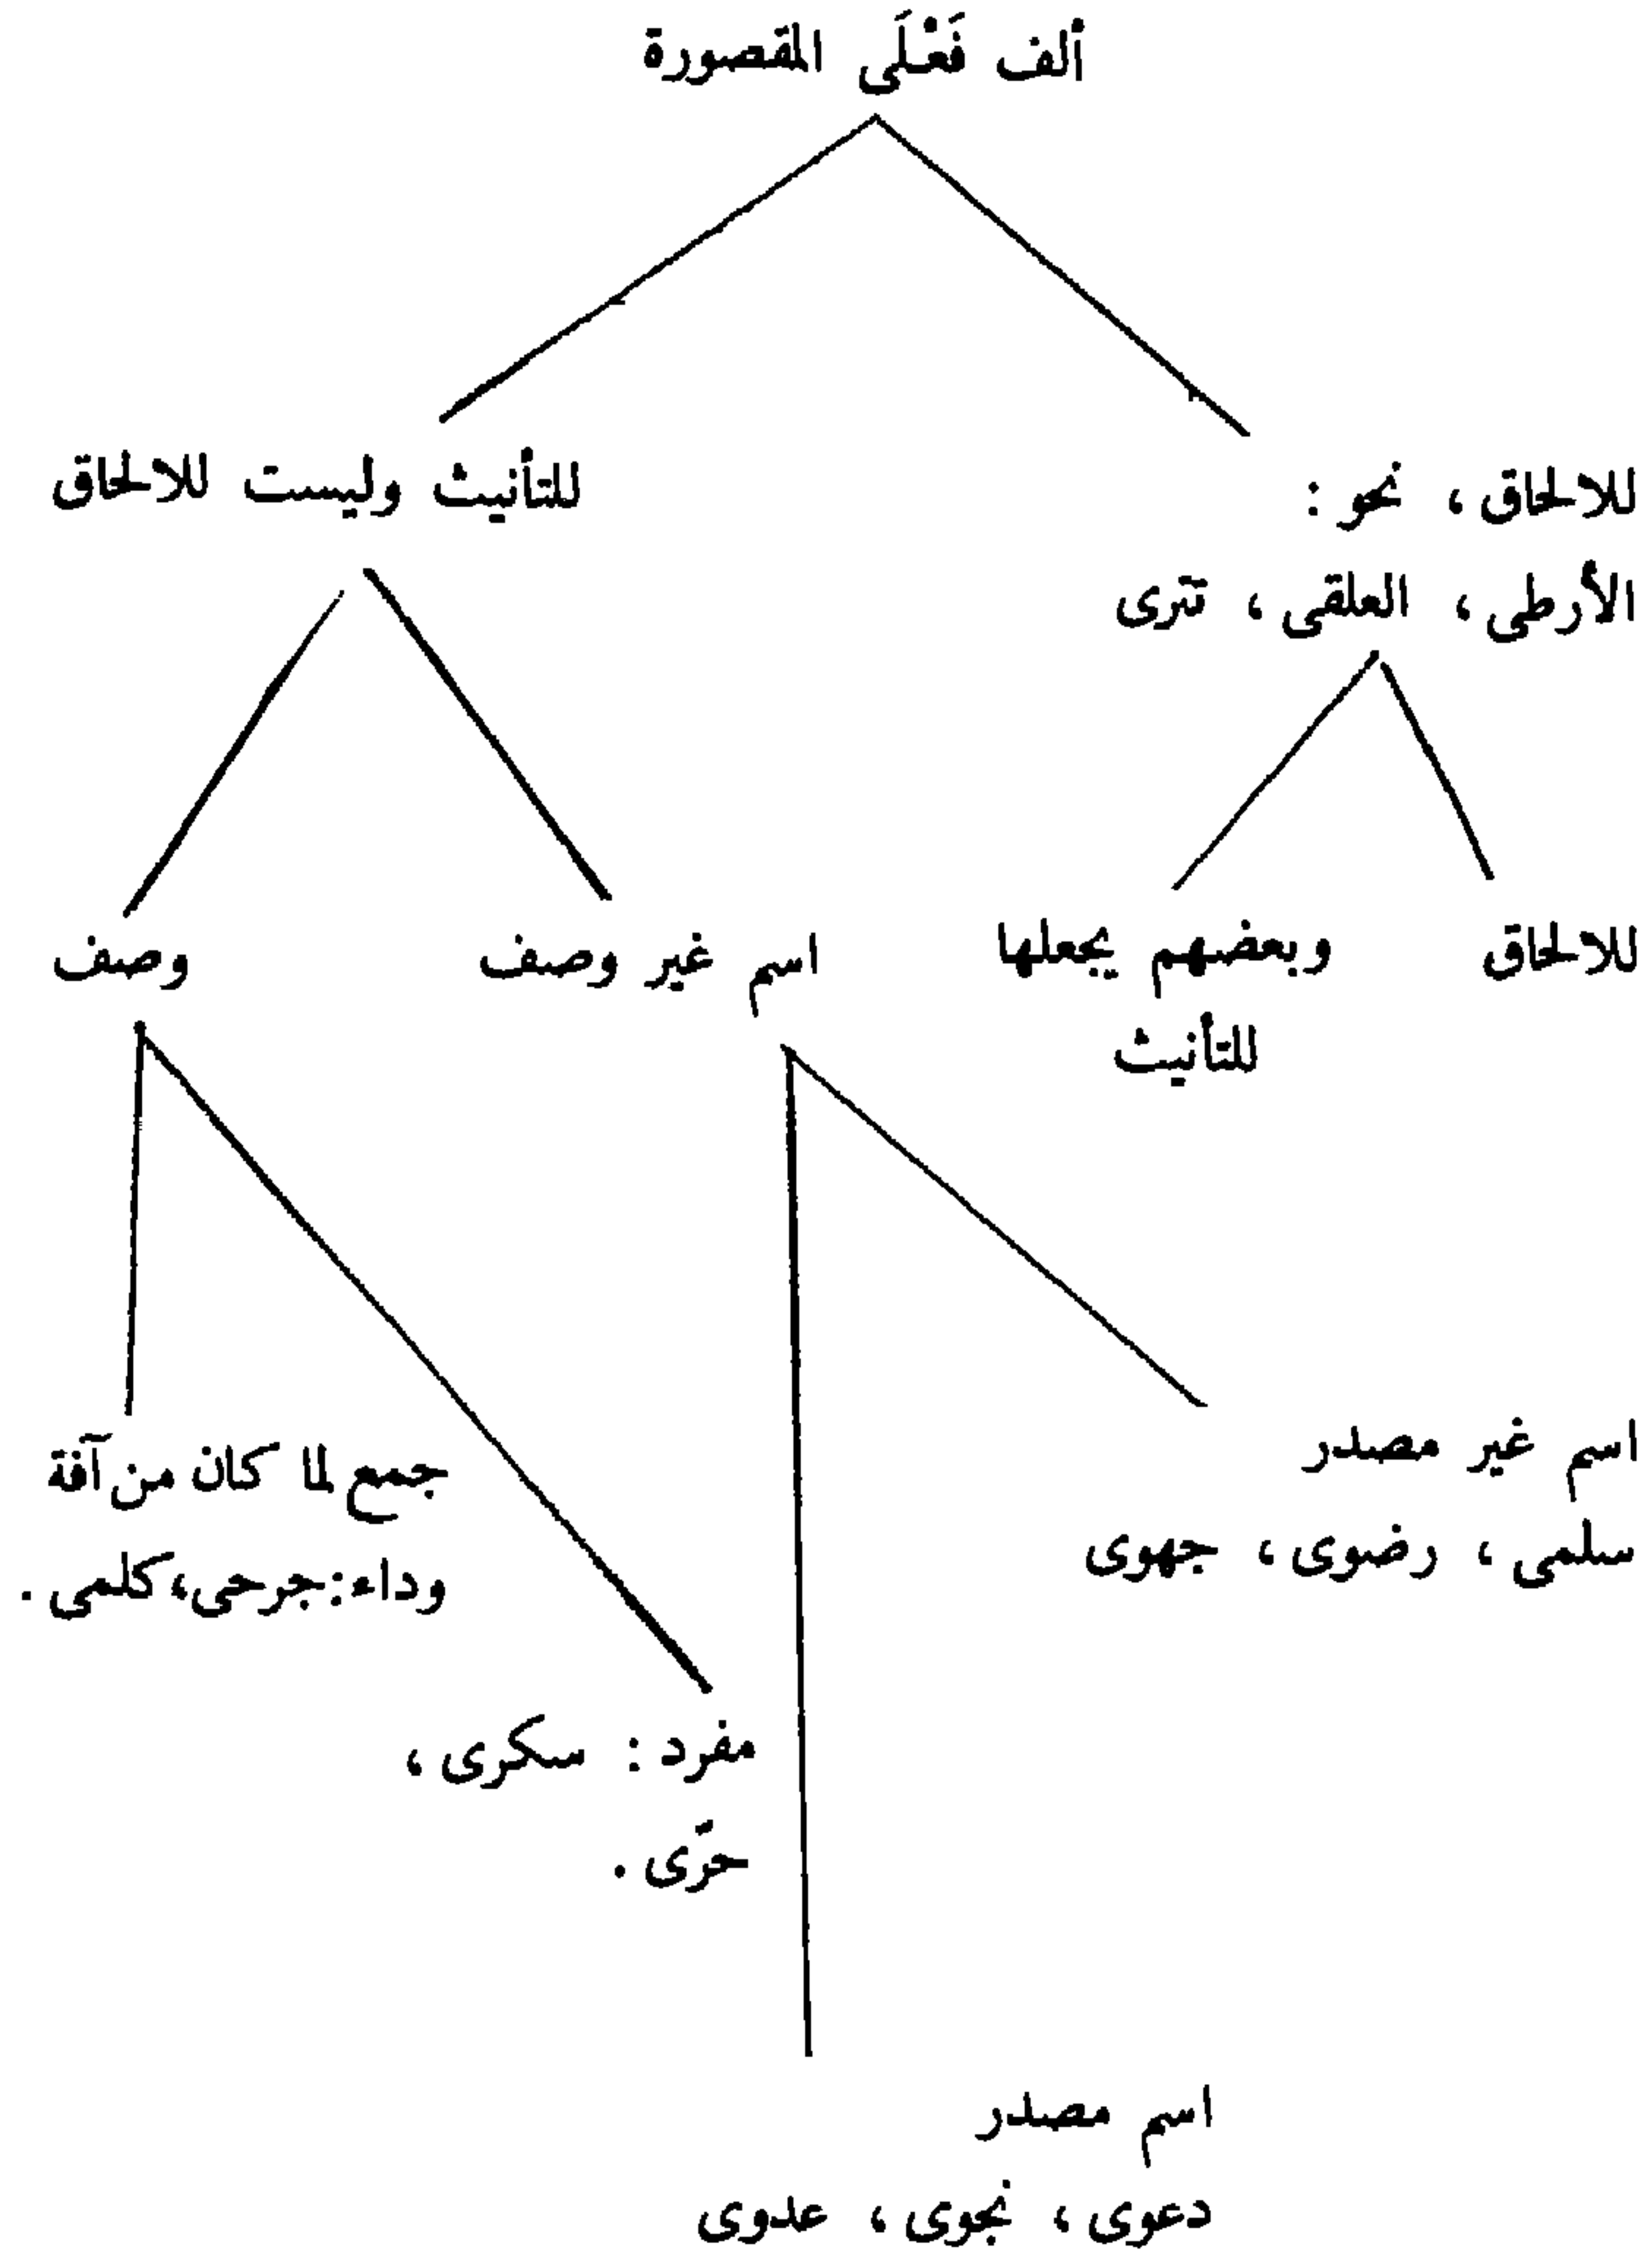 ألف فَعْلَى المقصورة
للالحاق، نحو :
الأرطى، العلقى، تترى
للتأنيث وليست للالحاق
للالحاق
وبعضهم يجعلها
للتأنيث
اسم غير وصف
وصف
اسم غير مصدر
سلمى، رضوى، جهوى
جمع لما كان من آفة
وداء: جرحى، كلمى.
مفرد: سكرى،
حرّى.
اسم مصدر
دعوى، نجوى، عدوى